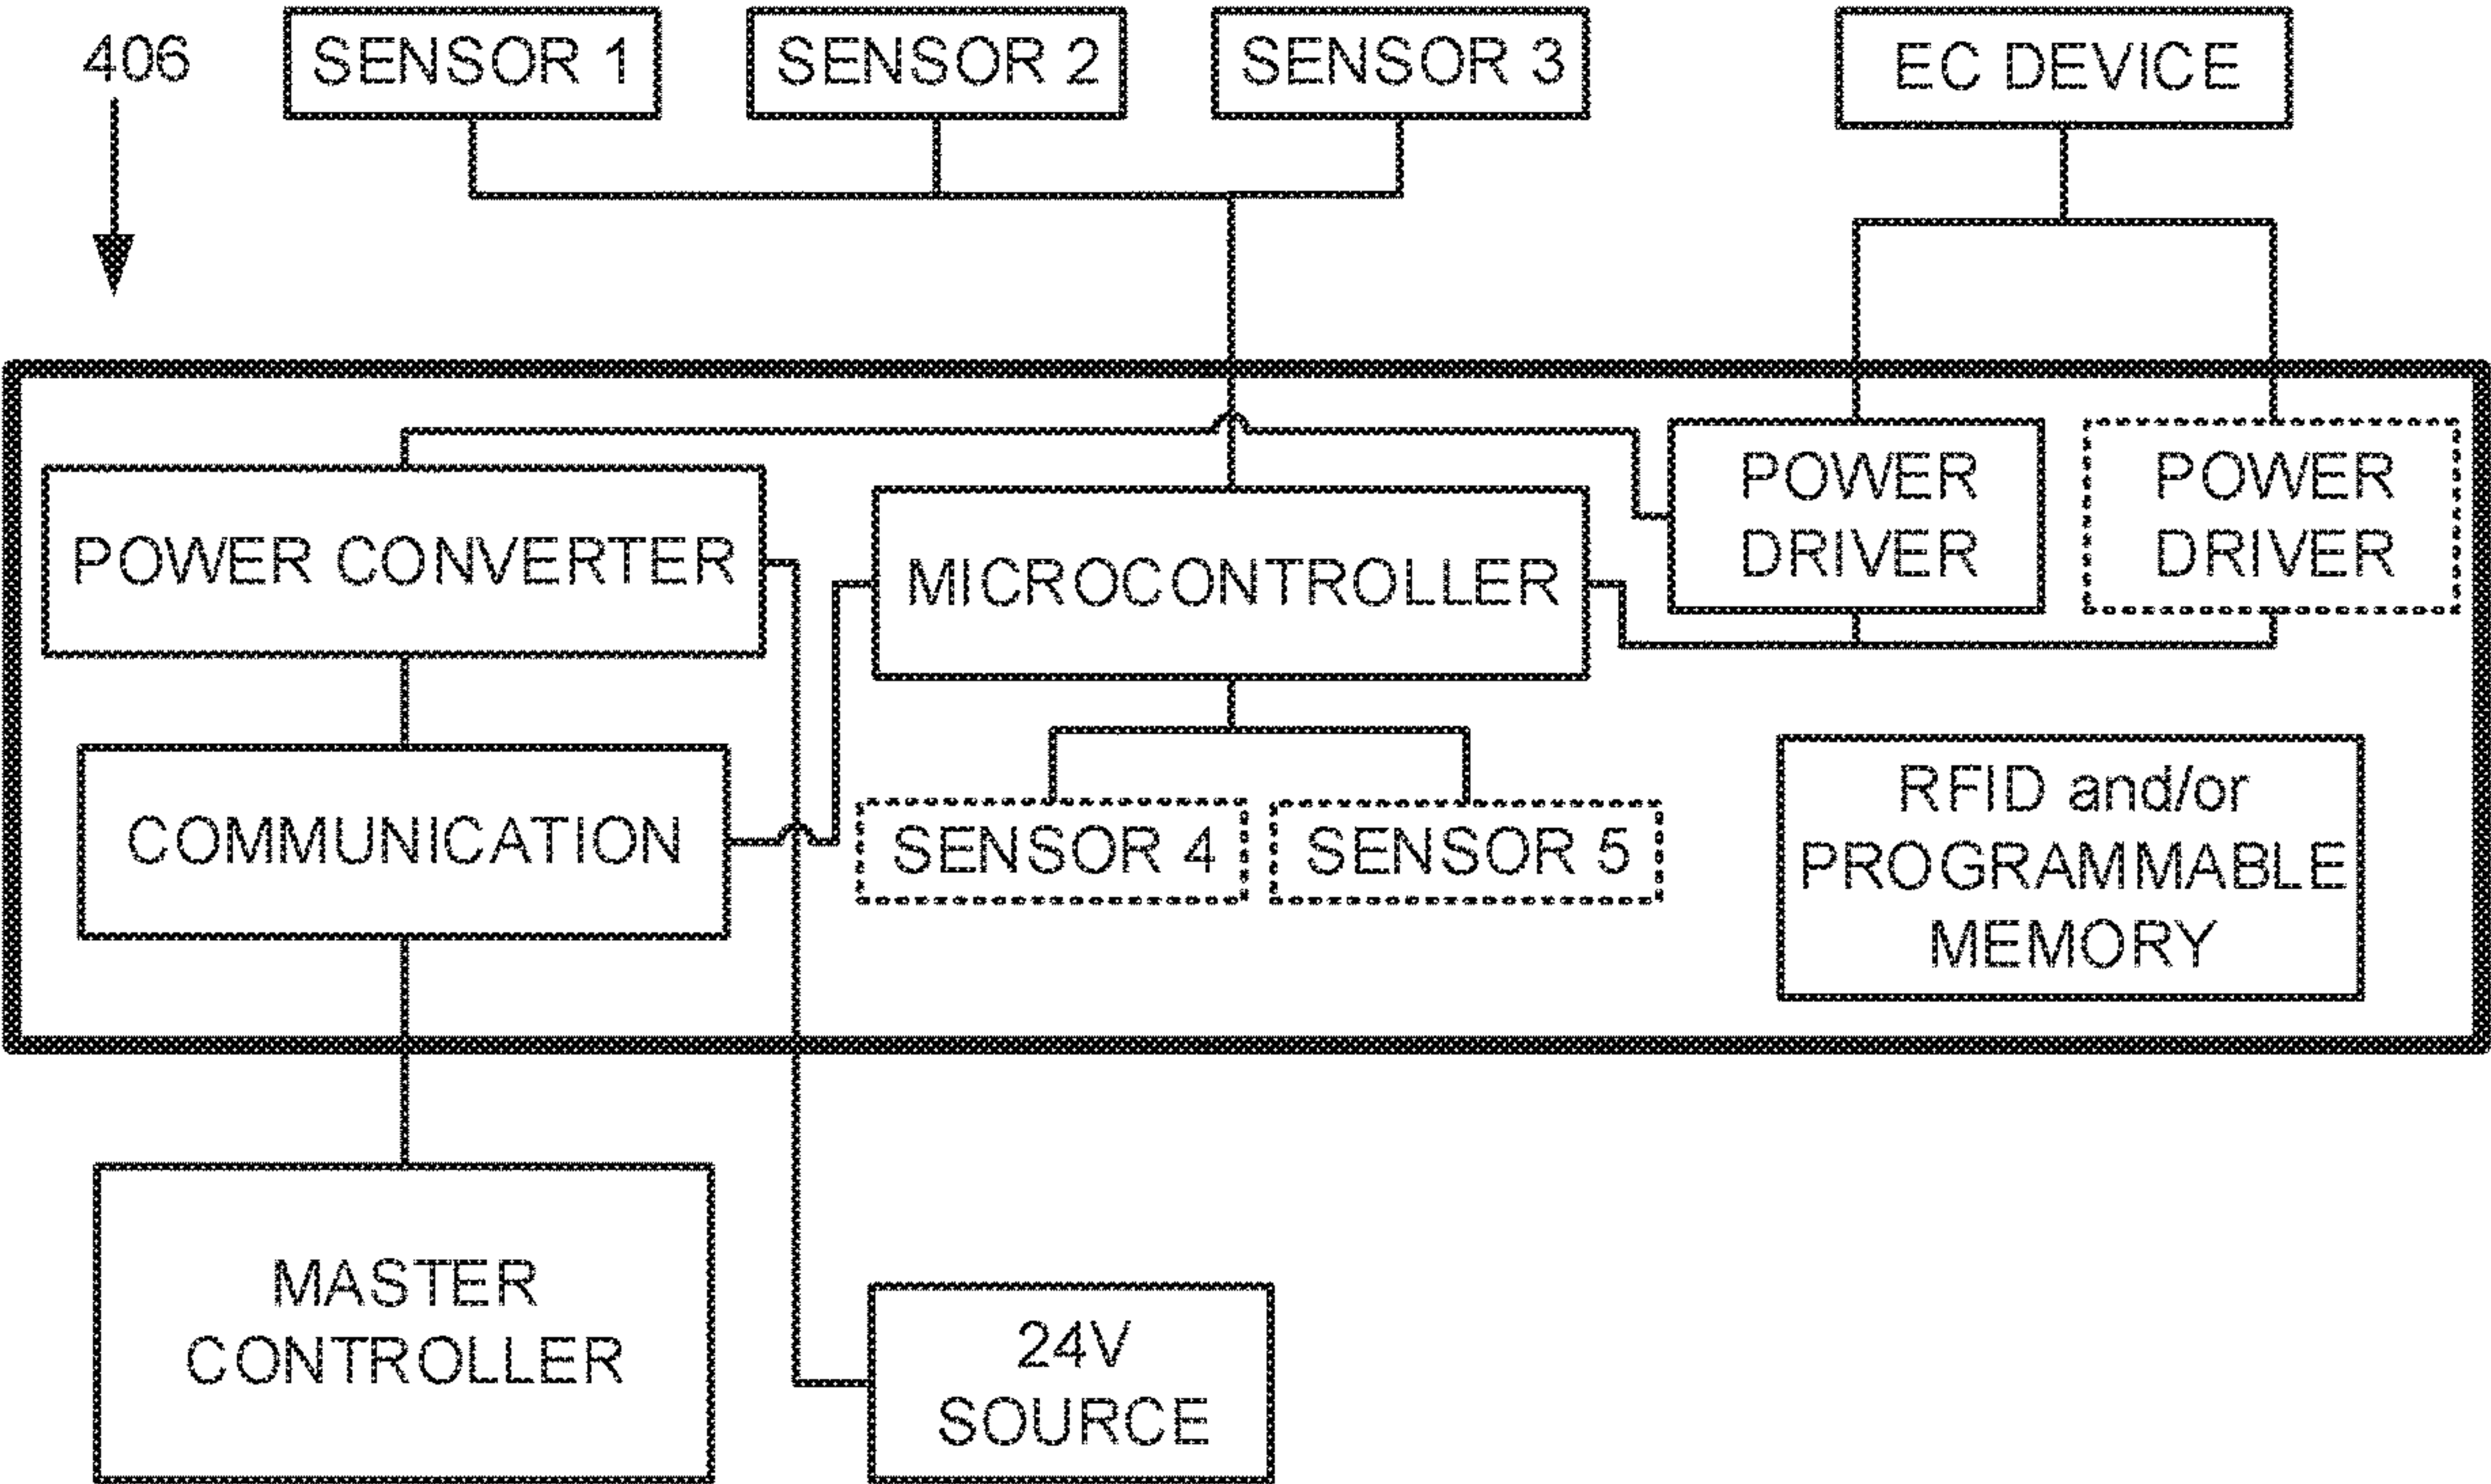 406
SENSOR 1
SENSOR 2
SENSOR 3
EC DEVICE
POWER CONVERTER
MICROCONTROLLER
POWER
DRIVER
POWER
DRIVER
COMMUNICATION
SENSOR 4
SENSOR 5
RFID and/or
PROGRAMMABLE
MEMORY
MASTER
CONTROLLER
24V
SOURCE